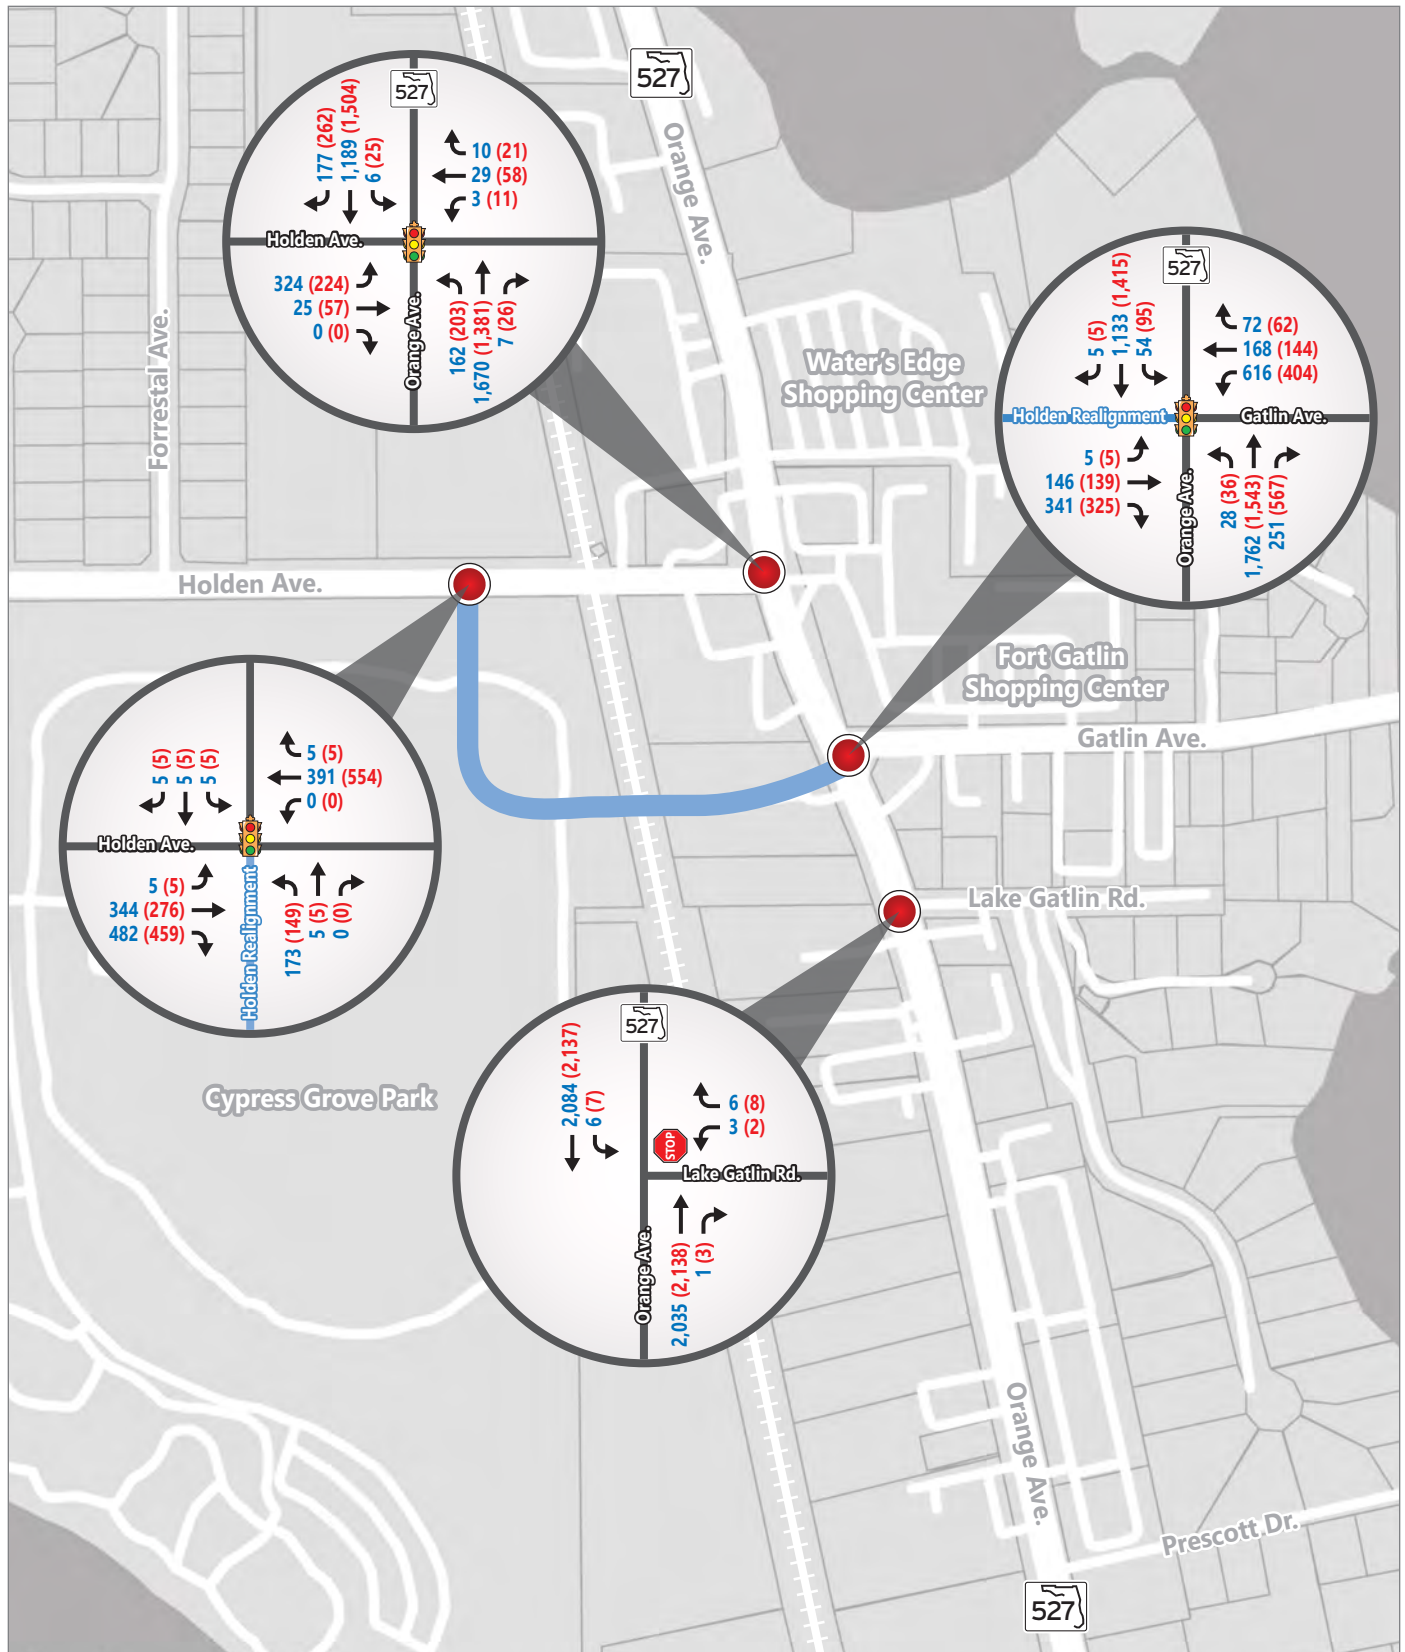 527
Orange Ave.
527
177 (262)
1,189 (1,504)
6 (25)
10 (21)
29 (58)
3 (11)
Holden Ave.
324 (224)
25 (57)
0 (0)
Orange Ave.
162 (203)
1,670 (1,381)
7 (26)
Forrestal Ave.
Water's Edge
Shopping Center
527
5 (5)
1,133 (1,415)
54 (95)
72 (62)
168 (144)
616 (404)
Holden Realignment
Gatlin Ave.
5 (5)
146 (139)
341 (325)
Orange Ave.
28 (36)
1,762 (1,543)
251 (567)
Holden Ave.
Fort Gatlin
Shopping Center
Gatlin Ave.
5 (5)
5 (5)
5 (5)
5 (5)
391 (554)
0 (0)
Holden Ave.
5 (5)
344 (276)
482 (459)
Holden Realignment
173 (149)
5 (5)
0 (0)
Lake Gatlin Rd.
Cypress Grove Park
527
2,084 (2,137)
6 (7)
6 (8)
3 (2)
STOP
Lake Gatlin Rd.
Orange Ave.
2,035 (2,138)
1 (3)
Orange Ave.
Prescott Dr.
527